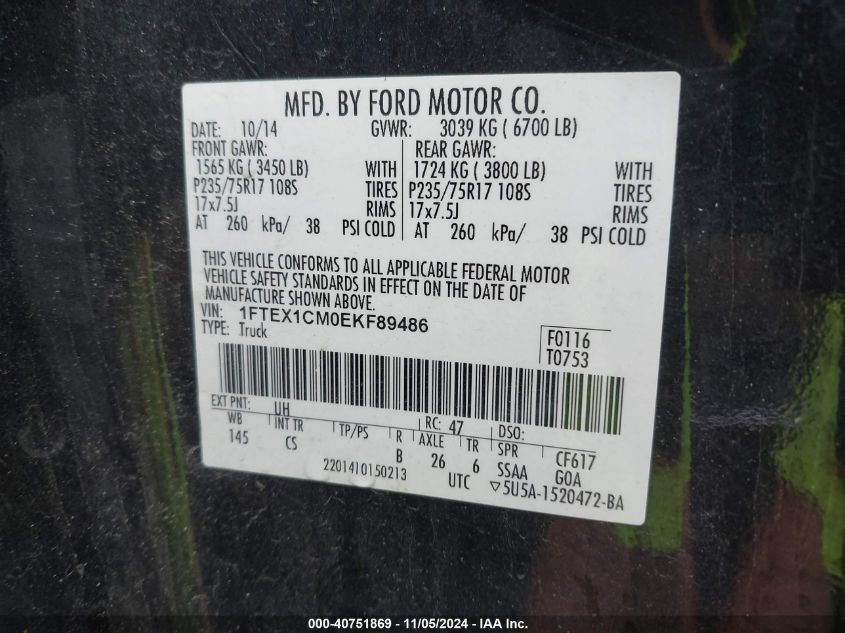 MFD. BY FORD MOTOR CO.
DATE: 10/14 GVWR: 3039 KG ( 6700 LB)
FRONT GAWR: REAR GAWR:
1565 KG ( 3450 LB) WITH 1724 KG ( 3800 LB) WITH
P235/75R17 108S TIRES P235/75R17 108S TIRES
17x7.5J RIMS 17x7.5J RIMS
AT 260 kPa/ 38 PSI COLD AT 260 kPa/ 38 PSI COLD
THIS VEHICLE CONFORMS TO ALL APPLICABLE FEDERAL MOTOR
VEHICLE SAFETY STANDARDS IN EFFECT ON THE DATE OF
MANUFACTURE SHOWN ABOVE.
VIN: 1FTEX1CM0EKF89486
TYPE: Truck
F0116
T0753
EXT PNT: UH RC: 47 DSO:
WB INT TR TP/PS R AXLE TR SPR CF617
145 CS B 26 6 SSAA GOA
2201410150213 UTC ▽5U5A-1520472-BA
000-40751869 - 11/05/2024 - IAA Inc.